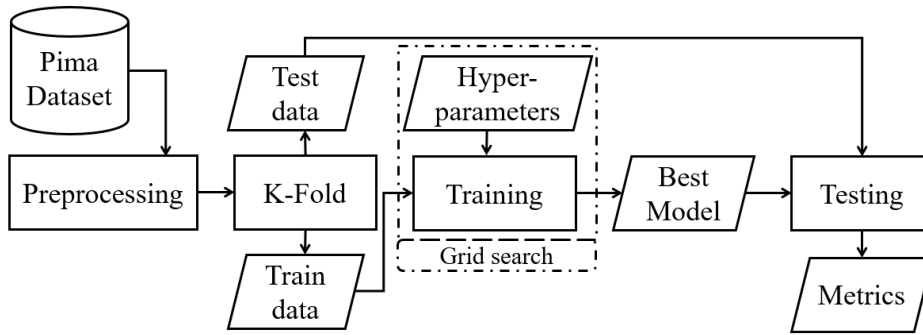 Pima
Dataset
Test
data
Hyper-
parameters
Preprocessing
K-Fold
Training
Best
Model
Testing
Grid search
Train
data
Metrics